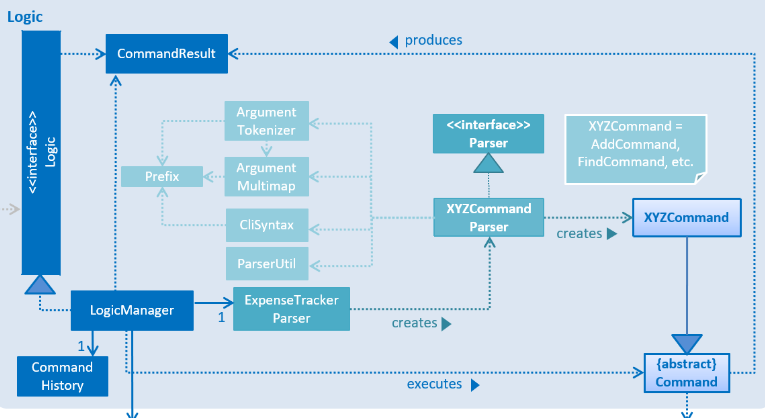 Logic
<<interface>>
Logic
CommandResult
produces
Argument
Tokenizer
Prefix
Argument
Multimap
CliSyntax
ParserUtil
<<interface>>
Parser
XYZCommand =
AddCommand,
FindCommand, etc.
XYZCommand
Parser
creates
XYZCommand
LogicManager
1
ExpenseTracker
Parser
creates
1
Command
History
executes
{abstract}
Command